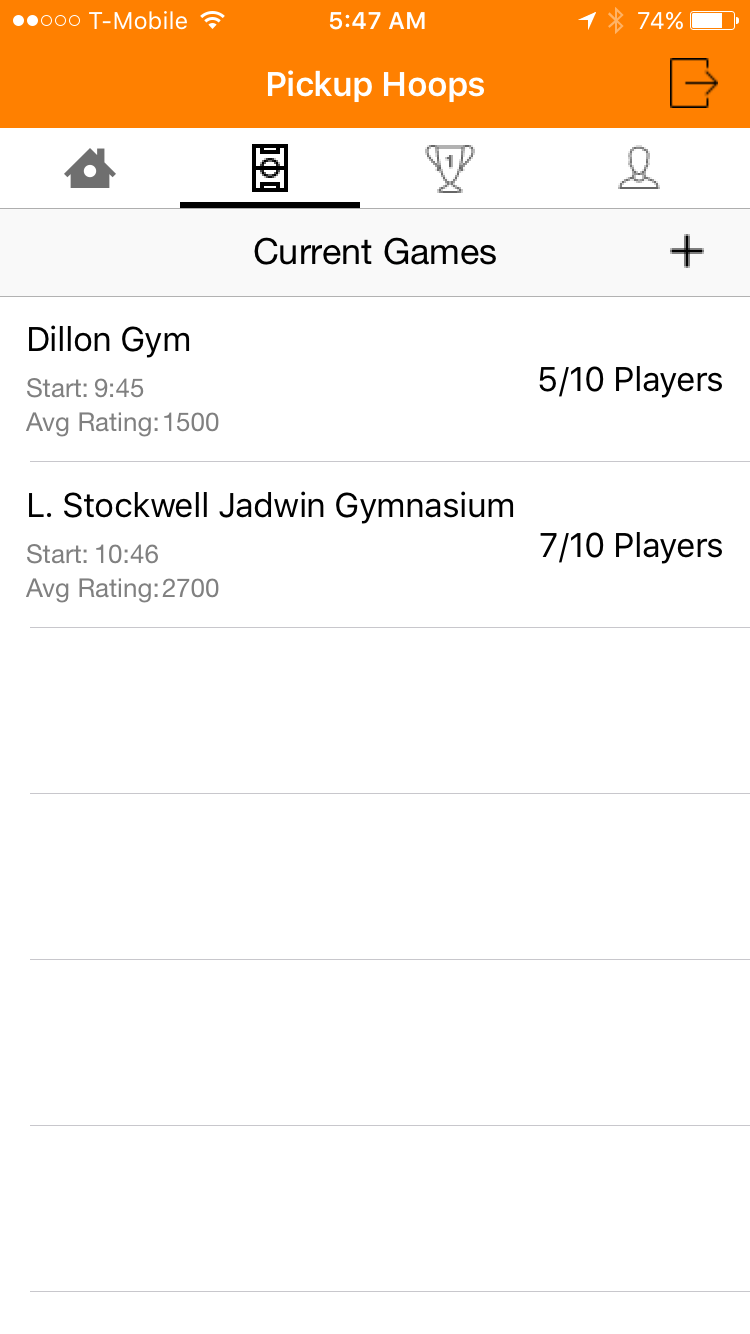 T-Mobile 5:47 AM 74%
Pickup Hoops
1
Current Games
Dillon Gym
Start: 9:45
5/10 Players
Avg Rating: 1500
L. Stockwell Jadwin Gymnasium
Start: 10:46
7/10 Players
Avg Rating: 2700